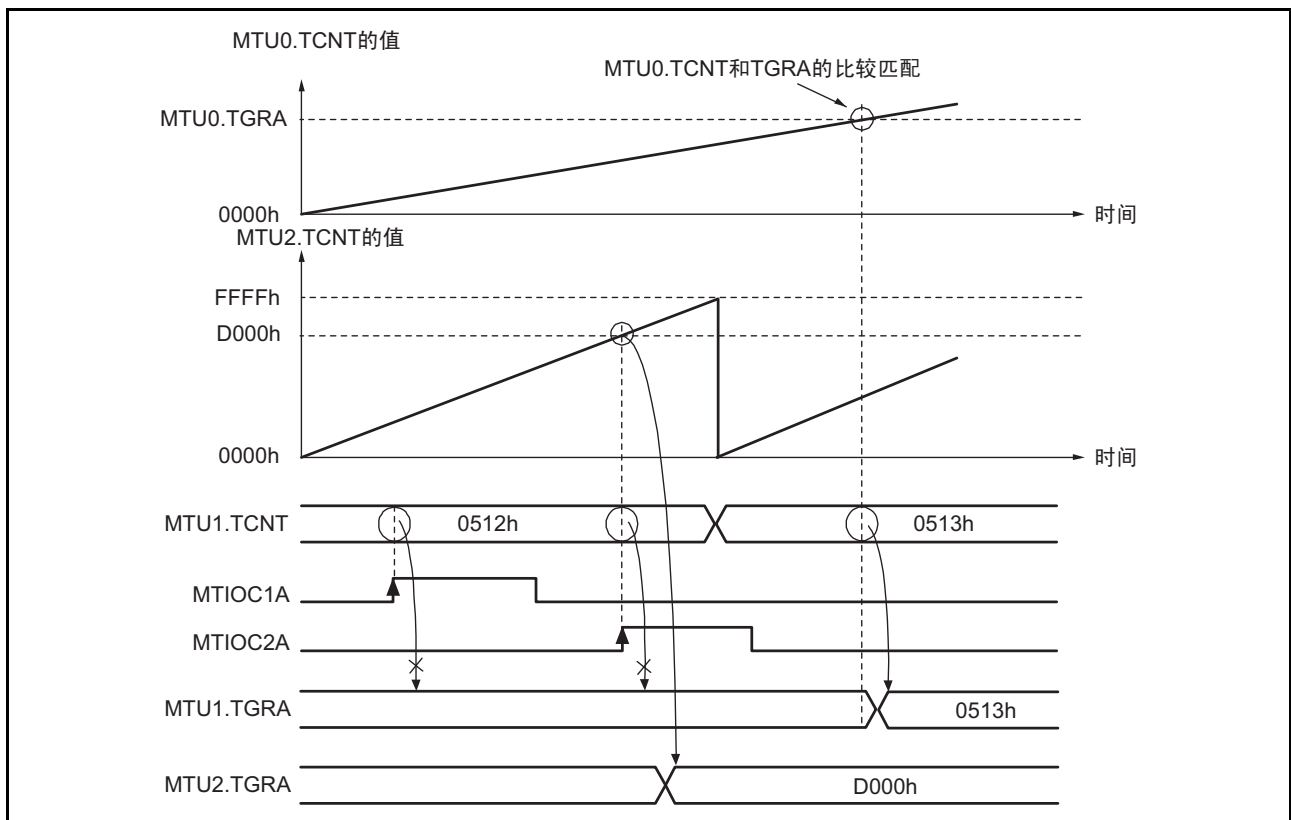 MTU0.TCNT的值
MTU0.TCNT和TGRA的比较匹配
MTU0.TGRA
0000h
时间
MTU2.TCNT的值
FFFFh
D000h
0000h
时间
MTU1.TCNT
0512h
0513h
MTIOC1A
MTIOC2A
MTU1.TGRA
0513h
MTU2.TGRA
D000h